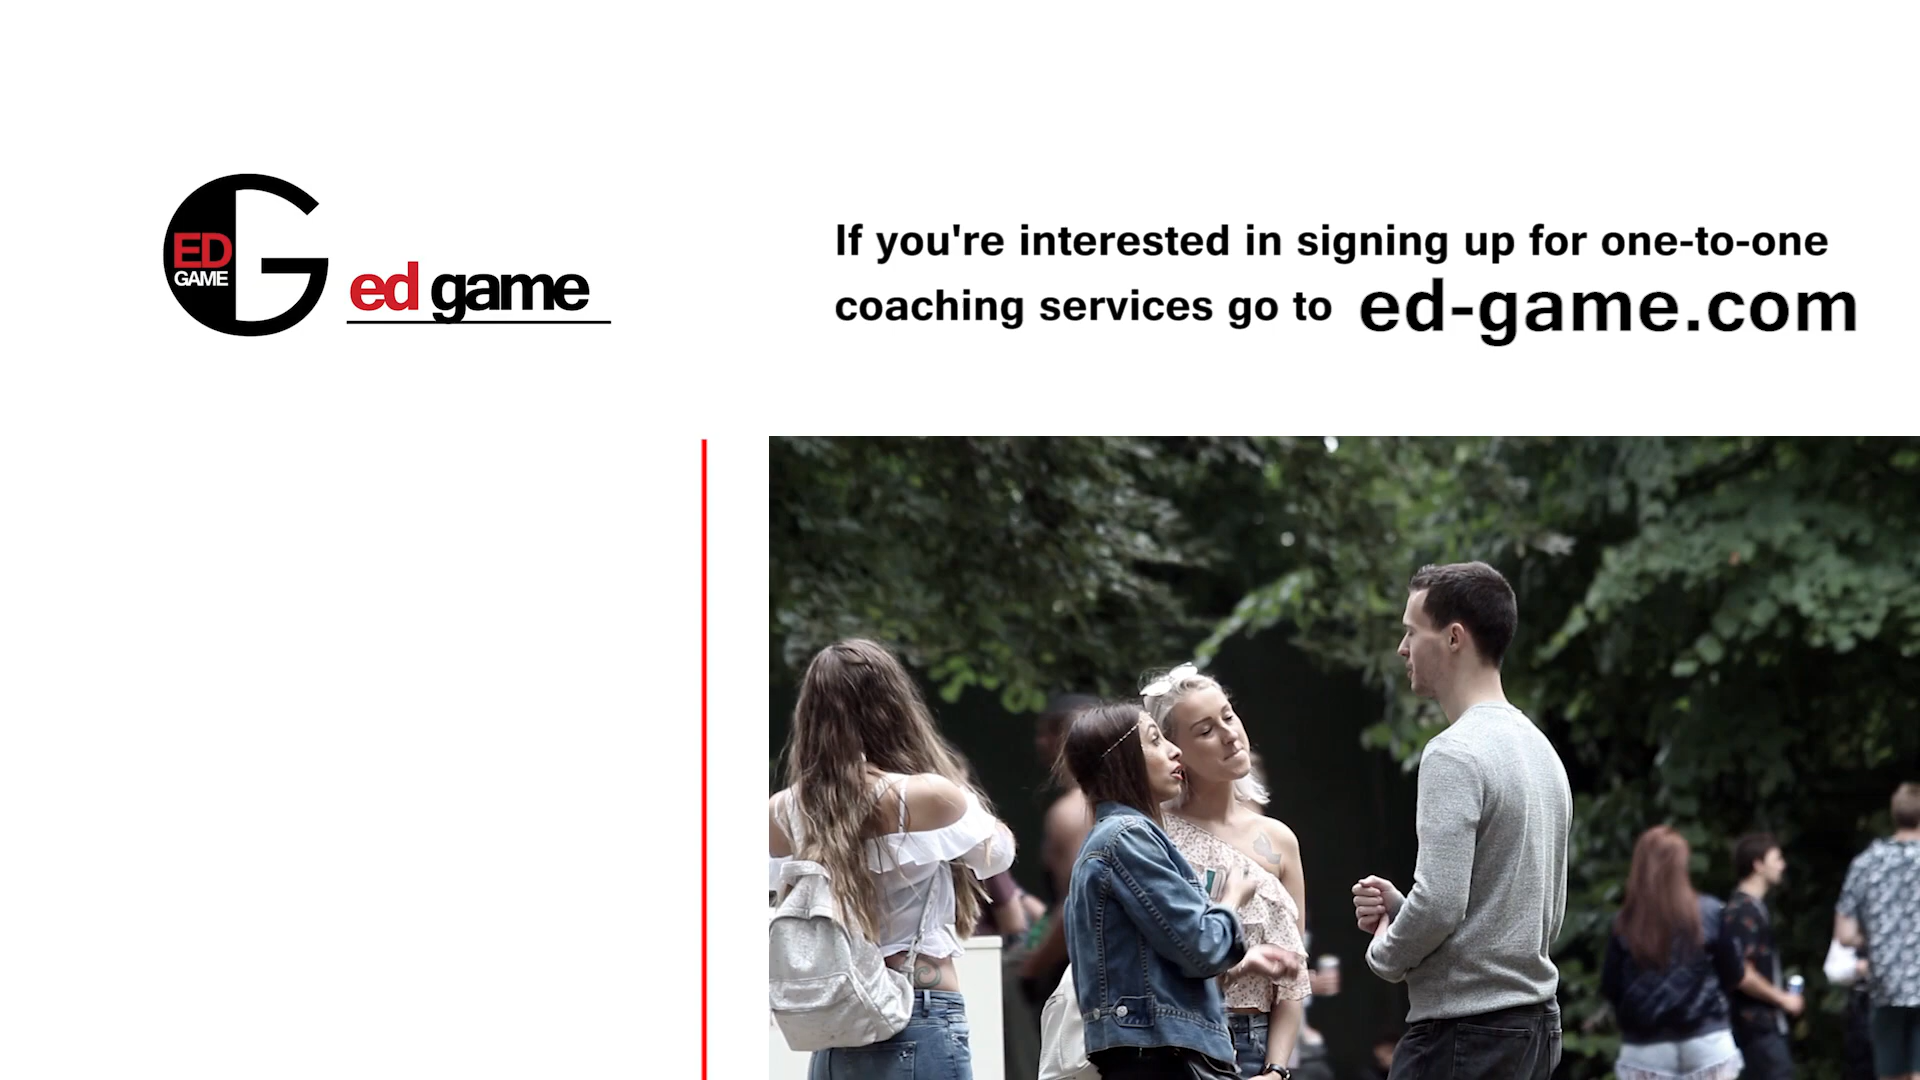 ED
GAME
ed game
If you're interested in signing up for one-to-one
coaching services go to ed-game.com